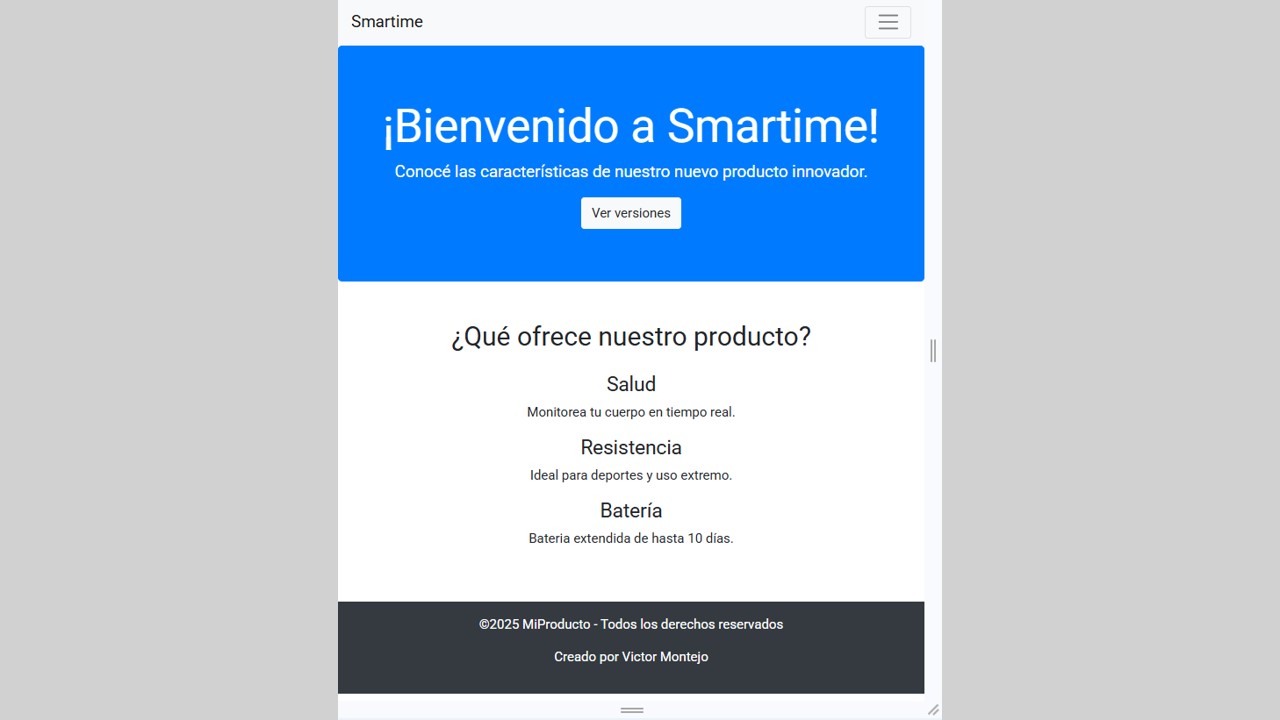 Smartime
¡Bienvenido a Smartime!
Conocé las características de nuestro nuevo producto innovador.
Ver versiones
¿Qué ofrece nuestro producto?
Salud
Monitorea tu cuerpo en tiempo real.
Resistencia
Ideal para deportes y uso extremo.
Batería
Bateria extendida de hasta 10 días.
©2025 MiProducto - Todos los derechos reservados
Creado por Victor Montejo